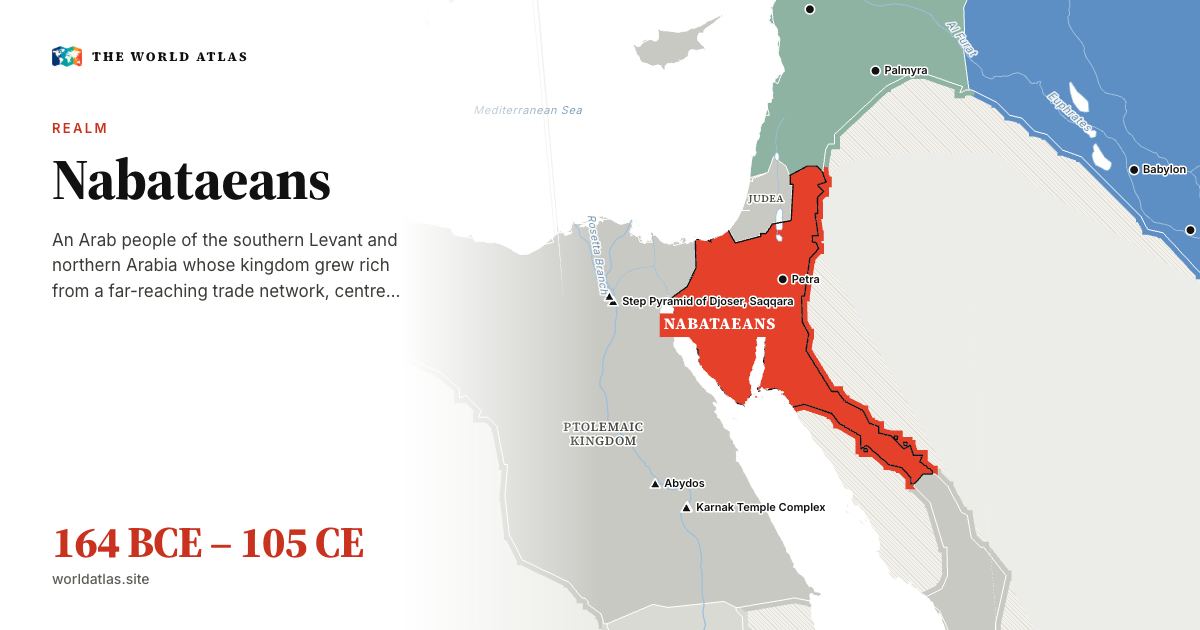 THE WORLD ATLAS
REALM
Nabataeans
An Arab people of the southern Levant and
northern Arabia whose kingdom grew rich
from a far-reaching trade network, centre...
164 BCE – 105 CE
worldatlas.site
Mediterranean Sea
Al Furat
Palmyra
Euphrates
Babylon
JUDEA
Rosetta Branch
Petra
Step Pyramid of Djoser, Saqqara
NABATAEANS
PTOLEMAIC
KINGDOM
Abydos
Karnak Temple Complex